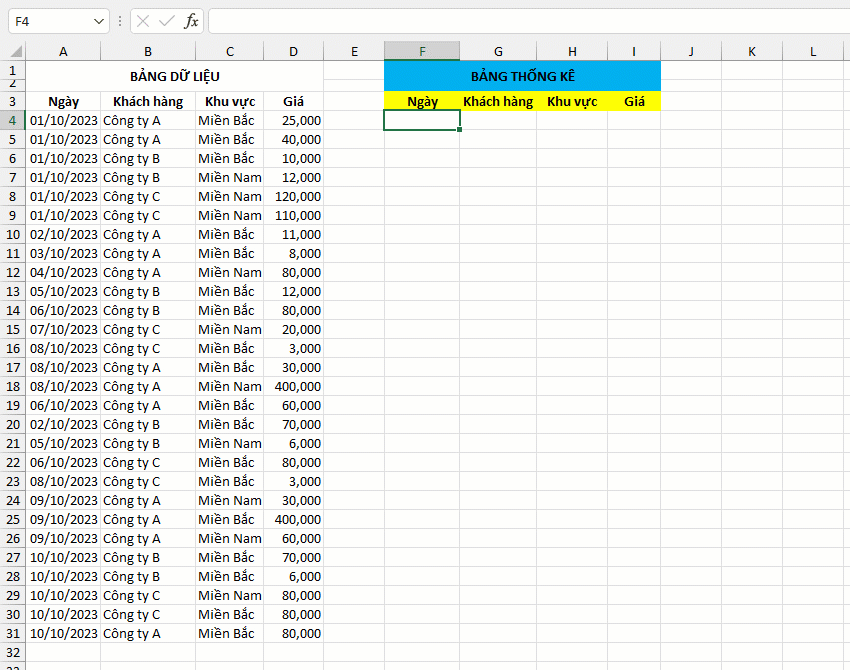 F4 fx
A B C D E F G H I J K L
1 BẢNG DỮ LIỆU BẢNG THỐNG KÊ
2
3 Ngày Khách hàng Khu vực Giá Ngày Khách hàng Khu vực Giá
4 01/10/2023 Công ty A Miền Bắc 25,000
5 01/10/2023 Công ty A Miền Bắc 40,000
6 01/10/2023 Công ty B Miền Bắc 10,000
7 01/10/2023 Công ty B Miền Nam 12,000
8 01/10/2023 Công ty C Miền Nam 120,000
9 01/10/2023 Công ty C Miền Nam 110,000
10 02/10/2023 Công ty A Miền Bắc 11,000
11 03/10/2023 Công ty A Miền Bắc 8,000
12 04/10/2023 Công ty A Miền Nam 80,000
13 05/10/2023 Công ty B Miền Bắc 12,000
14 06/10/2023 Công ty B Miền Bắc 80,000
15 07/10/2023 Công ty C Miền Nam 20,000
16 08/10/2023 Công ty C Miền Bắc 3,000
17 08/10/2023 Công ty A Miền Bắc 30,000
18 08/10/2023 Công ty A Miền Nam 400,000
19 06/10/2023 Công ty A Miền Bắc 60,000
20 02/10/2023 Công ty B Miền Bắc 70,000
21 05/10/2023 Công ty B Miền Nam 6,000
22 06/10/2023 Công ty C Miền Bắc 80,000
23 08/10/2023 Công ty C Miền Bắc 3,000
24 09/10/2023 Công ty A Miền Nam 30,000
25 09/10/2023 Công ty A Miền Bắc 400,000
26 09/10/2023 Công ty A Miền Nam 60,000
27 10/10/2023 Công ty B Miền Bắc 70,000
28 10/10/2023 Công ty B Miền Bắc 6,000
29 10/10/2023 Công ty C Miền Nam 80,000
30 10/10/2023 Công ty C Miền Bắc 80,000
31 10/10/2023 Công ty A Miền Bắc 80,000
32